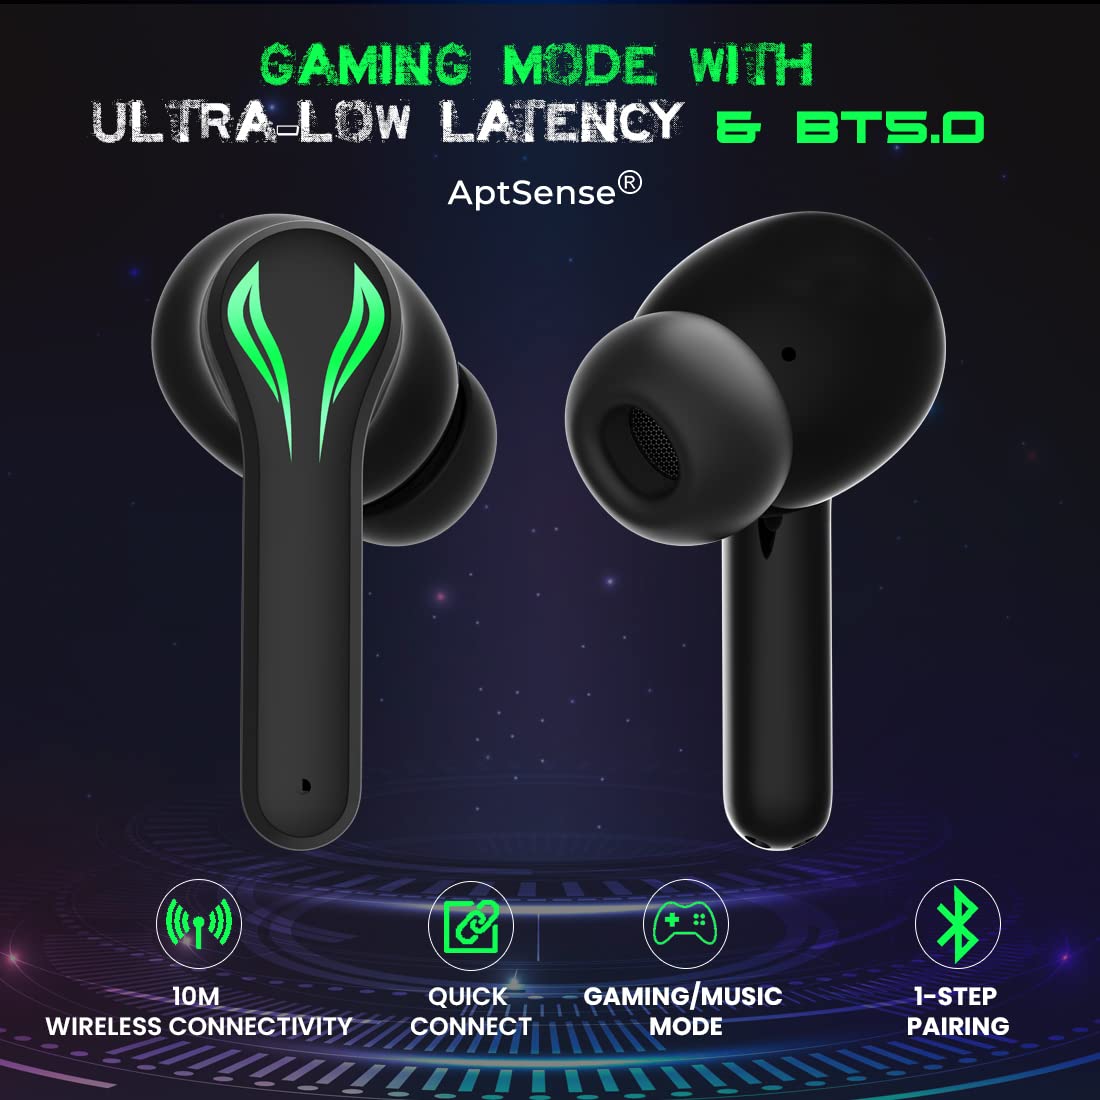 GAMING MODE WITH
ULTRA-LOW LATENCY & BT5.0
AptSense®
10M
WIRELESS CONNECTIVITY
QUICK
CONNECT
GAMING/MUSIC
MODE
1-STEP
PAIRING